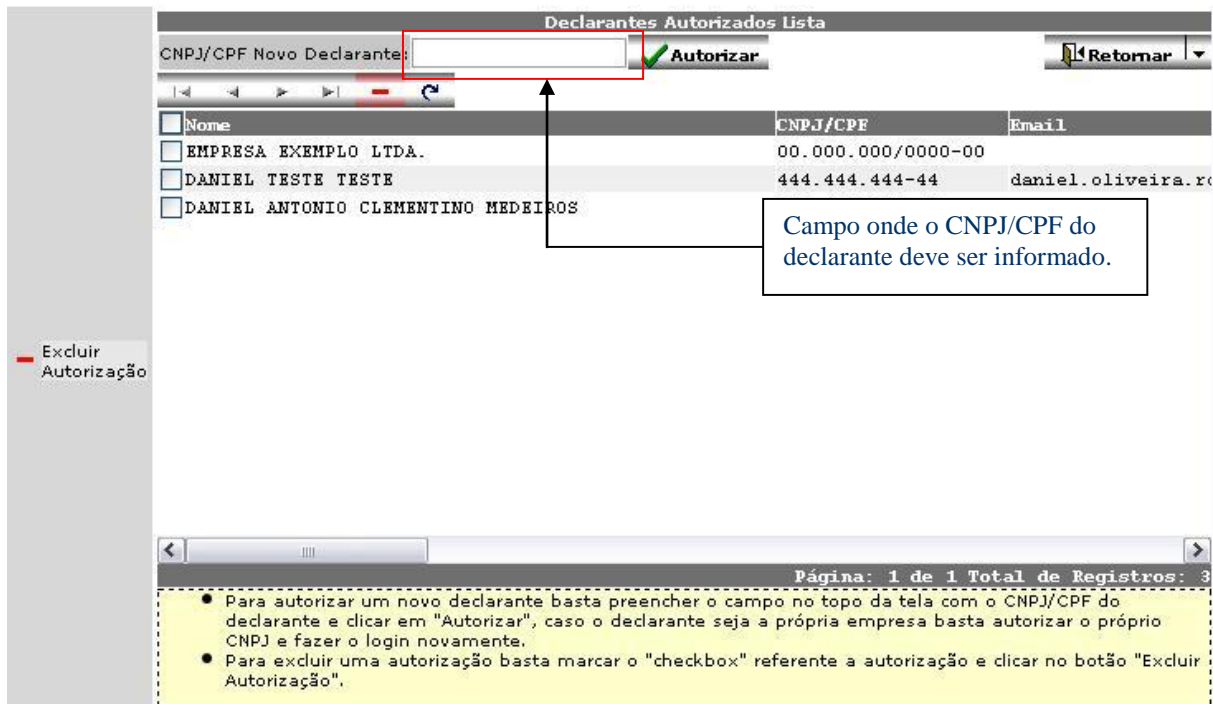 Declarantes Autorizados Lista
CNPJ/CPF Novo Declarante:
Autorizar
Retornar
Nome CNPJ/CPF Email
EMPRESA EXEMPLO LTDA. 00.000.000/0000-00
DANIEL TESTE TESTE 444.444.444-44 daniel.oliveira.ro
DANIEL ANTONIO CLEMENTINO MEDEIROS
Campo onde o CNPJ/CPF do
declarante deve ser informado.
Excluir
Autorização
Página: 1 de 1 Total de Registros: 3
Para autorizar um novo declarante basta preencher o campo no topo da tela com o CNPJ/CPF do
declarante e clicar em "Autorizar", caso o declarante seja a própria empresa basta autorizar o próprio
CNPJ e fazer o login novamente.
Para excluir uma autorização basta marcar o "checkbox" referente a autorização e clicar no botão "Excluir
Autorização".